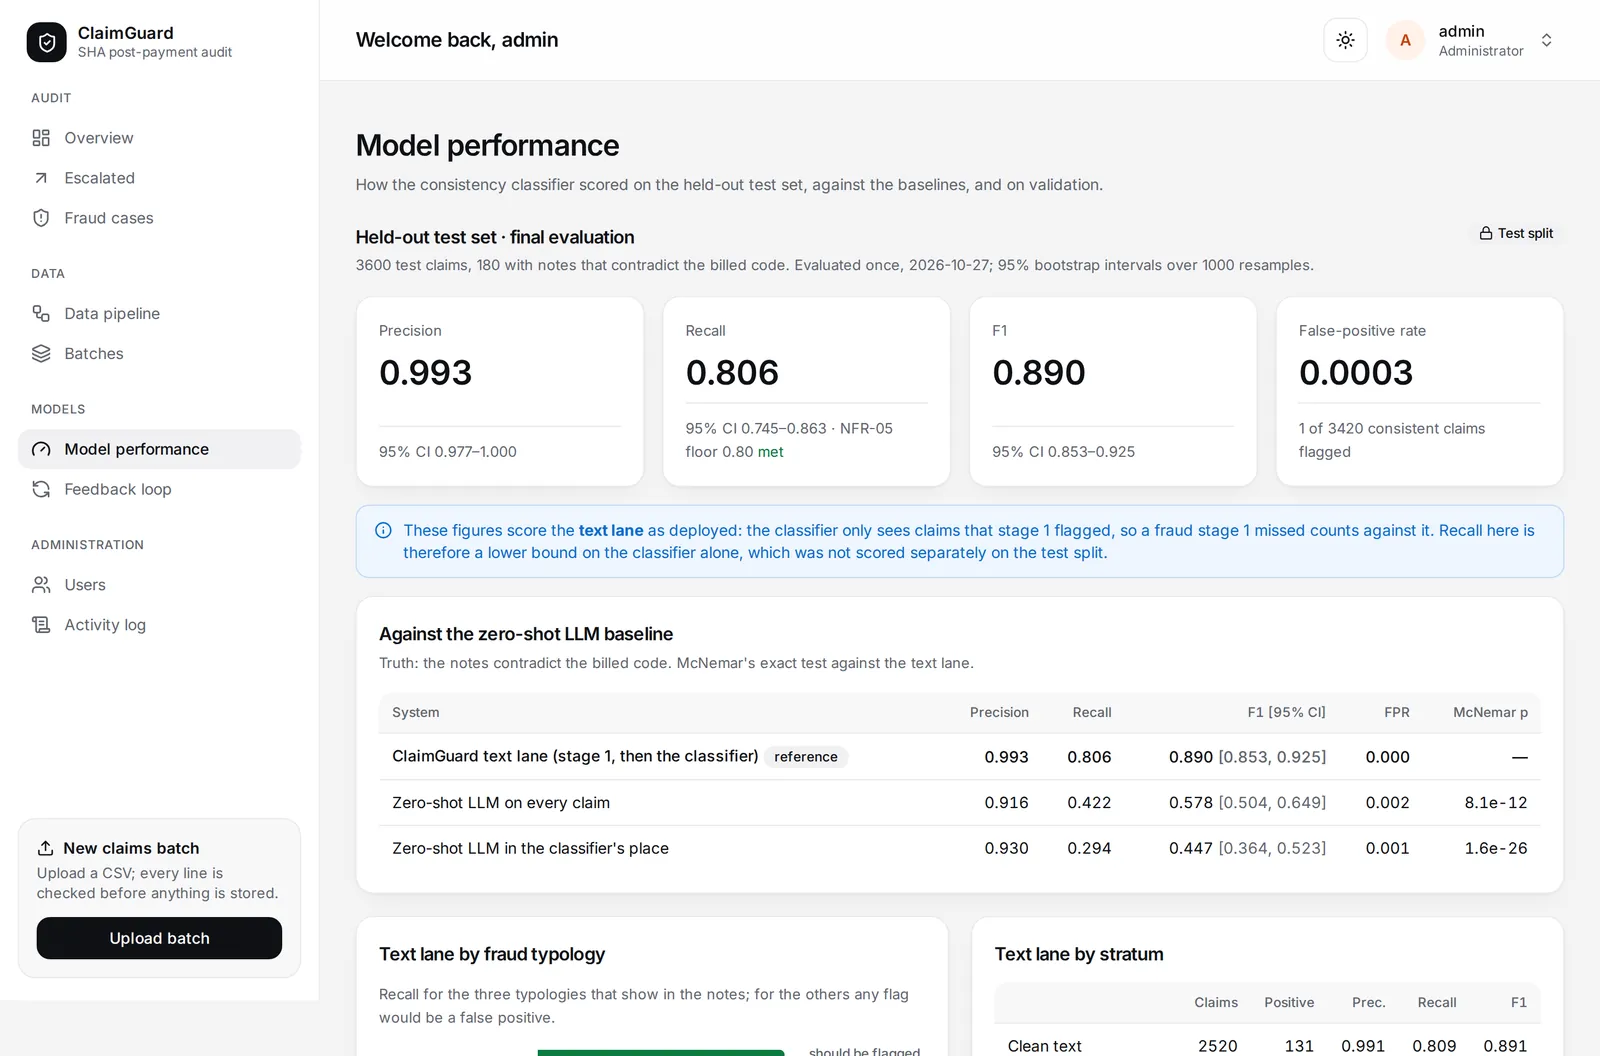 ClaimGuard
SHA post-payment audit
AUDIT
Overview
Escalated
Fraud cases
DATA
Data pipeline
Batches
MODELS
Model performance
Feedback loop
ADMINISTRATION
Users
Activity log
New claims batch
Upload a CSV; every line is
checked before anything is stored.
Upload batch
Welcome back, admin
A
admin
Administrator
Model performance
How the consistency classifier scored on the held-out test set, against the baselines, and on validation.
Held-out test set · final evaluation
Test split
3600 test claims, 180 with notes that contradict the billed code. Evaluated once, 2026-10-27; 95% bootstrap intervals over 1000 resamples.
Precision
0.993
95% CI 0.977–1.000
Recall
0.806
95% CI 0.745–0.863 · NFR-05
floor 0.80 met
F1
0.890
95% CI 0.853–0.925
False-positive rate
0.0003
1 of 3420 consistent claims
flagged
These figures score the text lane as deployed: the classifier only sees claims that stage 1 flagged, so a fraud stage 1 missed counts against it. Recall here is
therefore a lower bound on the classifier alone, which was not scored separately on the test split.
Against the zero-shot LLM baseline
Truth: the notes contradict the billed code. McNemar's exact test against the text lane.
System Precision Recall F1 [95% CI] FPR McNemar p
ClaimGuard text lane (stage 1, then the classifier) reference 0.993 0.806 0.890 [0.853, 0.925] 0.000 —
Zero-shot LLM on every claim 0.916 0.422 0.578 [0.504, 0.649] 0.002 8.1e-12
Zero-shot LLM in the classifier's place 0.930 0.294 0.447 [0.364, 0.523] 0.001 1.6e-26
Text lane by fraud typology
Recall for the three typologies that show in the notes; for the others any flag
would be a false positive.
should be flagged
Text lane by stratum
Claims Positive Prec. Recall F1
Clean text 2520 131 0.991 0.809 0.891